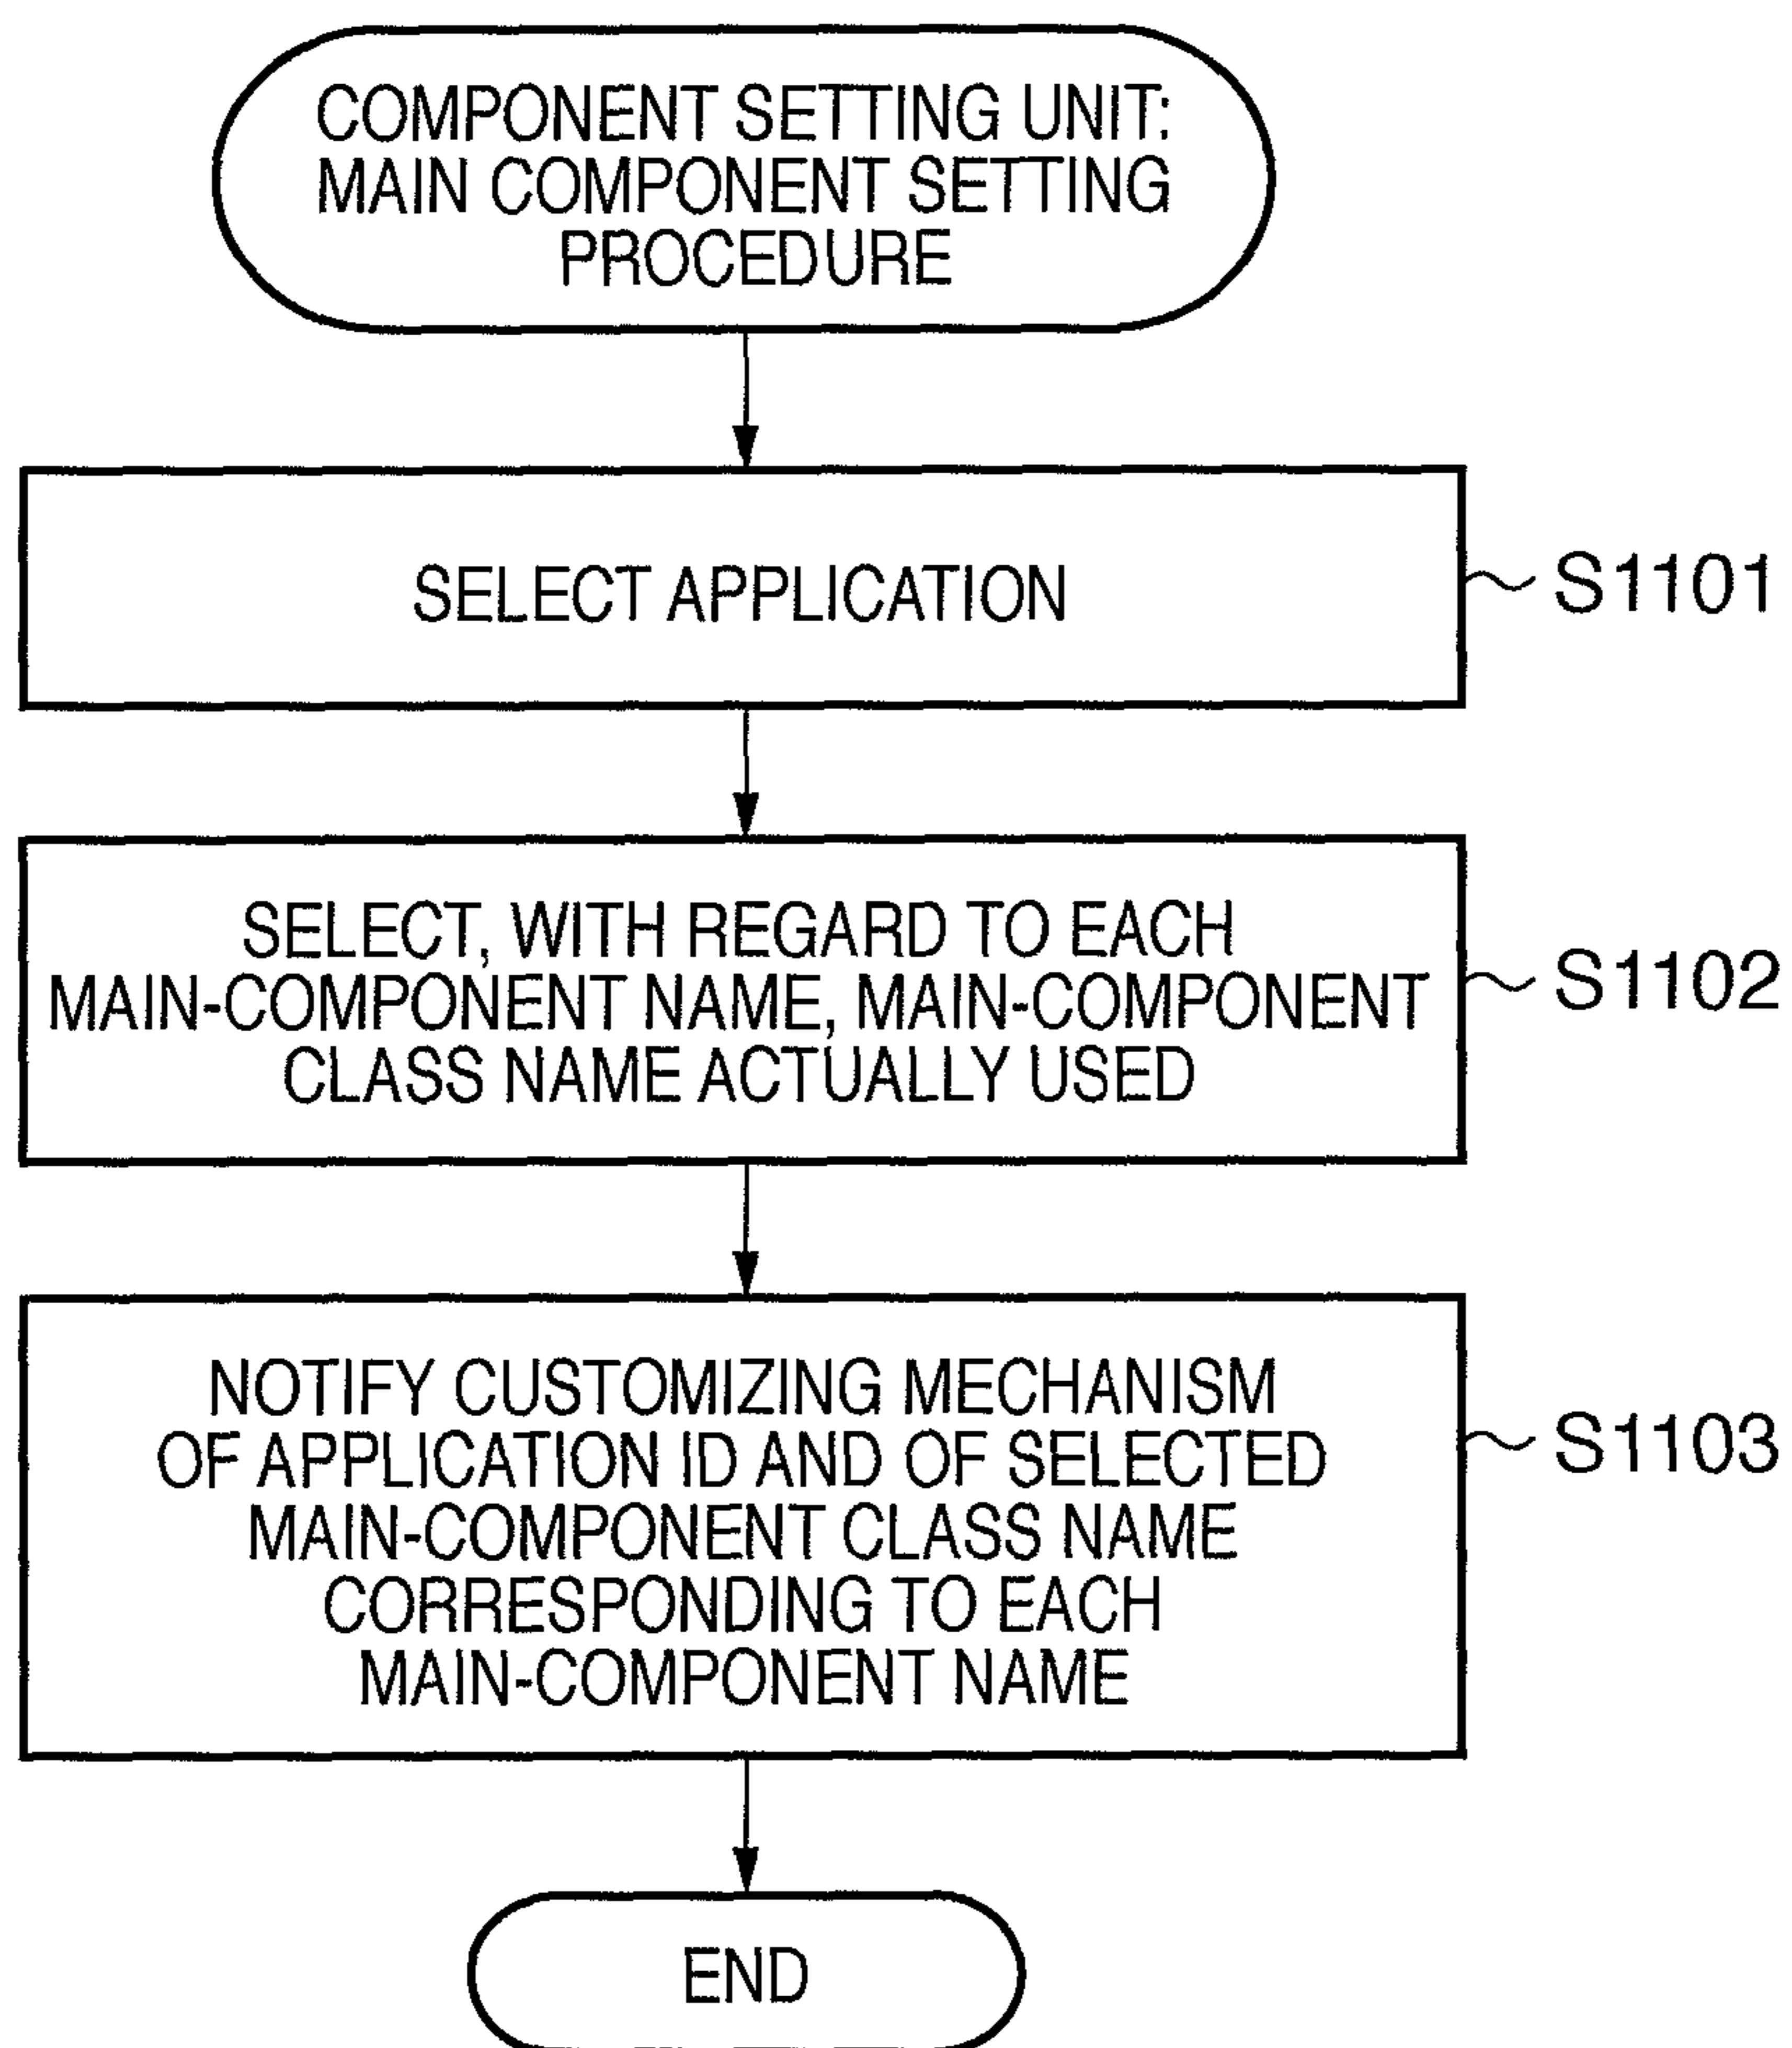 COMPONENT SETTING UNIT:
MAIN COMPONENT SETTING
PROCEDURE
SELECT APPLICATION
S1101
SELECT, WITH REGARD TO EACH
MAIN-COMPONENT NAME, MAIN-COMPONENT
CLASS NAME ACTUALLY USED
S1102
NOTIFY CUSTOMIZING MECHANISM
OF APPLICATION ID AND OF SELECTED
MAIN-COMPONENT CLASS NAME
CORRESPONDING TO EACH
MAIN-COMPONENT NAME
S1103
END